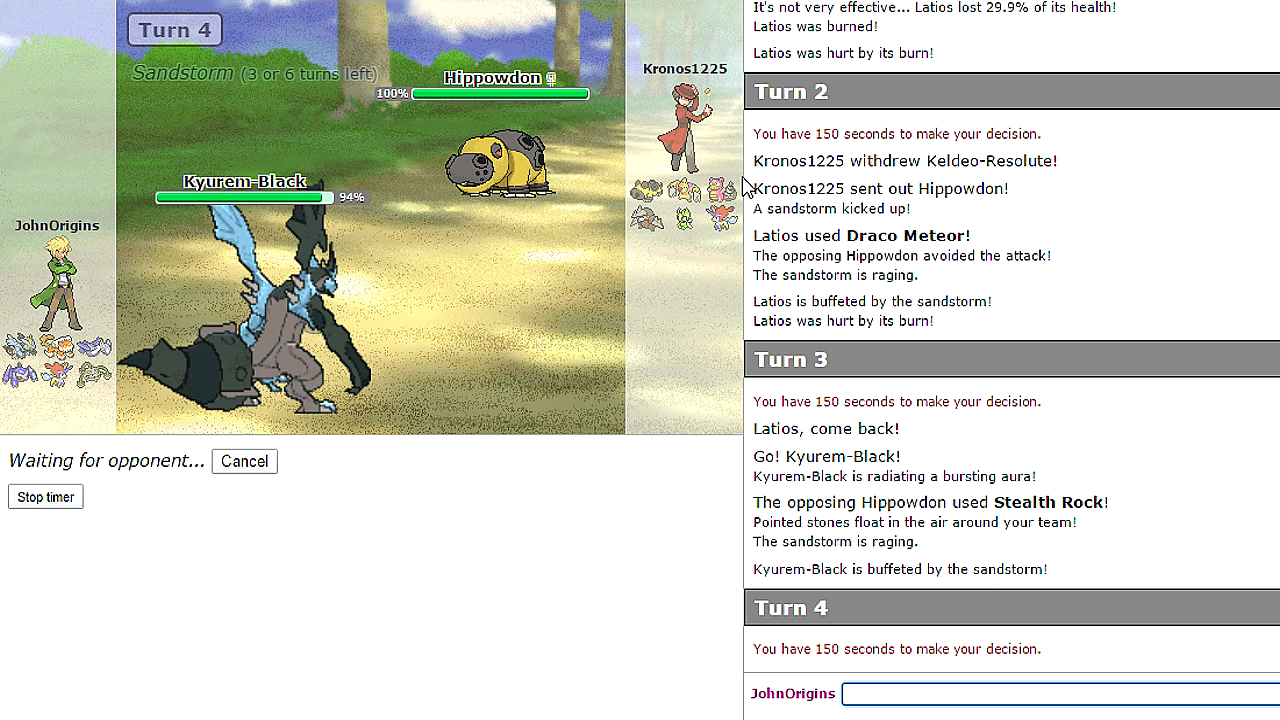 Turn 4
Sandstorm (3 or 6 turns left)
Hippowdon
100%
Kyurem-Black
94%
JohnOrigins
Kronos1225
Waiting for opponent... Cancel
Stop timer
It's not very effective... Latios lost 29.9% of its health!
Latios was burned!
Latios was hurt by its burn!
Turn 2
You have 150 seconds to make your decision.
Kronos1225 withdrew Keldeo-Resolute!
Kronos1225 sent out Hippowdon!
A sandstorm kicked up!
Latios used Draco Meteor!
The opposing Hippowdon avoided the attack!
The sandstorm is raging.
Latios is buffeted by the sandstorm!
Latios was hurt by its burn!
Turn 3
You have 150 seconds to make your decision.
Latios, come back!
Go! Kyurem-Black!
Kyurem-Black is radiating a bursting aura!
The opposing Hippowdon used Stealth Rock!
Pointed stones float in the air around your team!
The sandstorm is raging.
Kyurem-Black is buffeted by the sandstorm!
Turn 4
You have 150 seconds to make your decision.
JohnOrigins